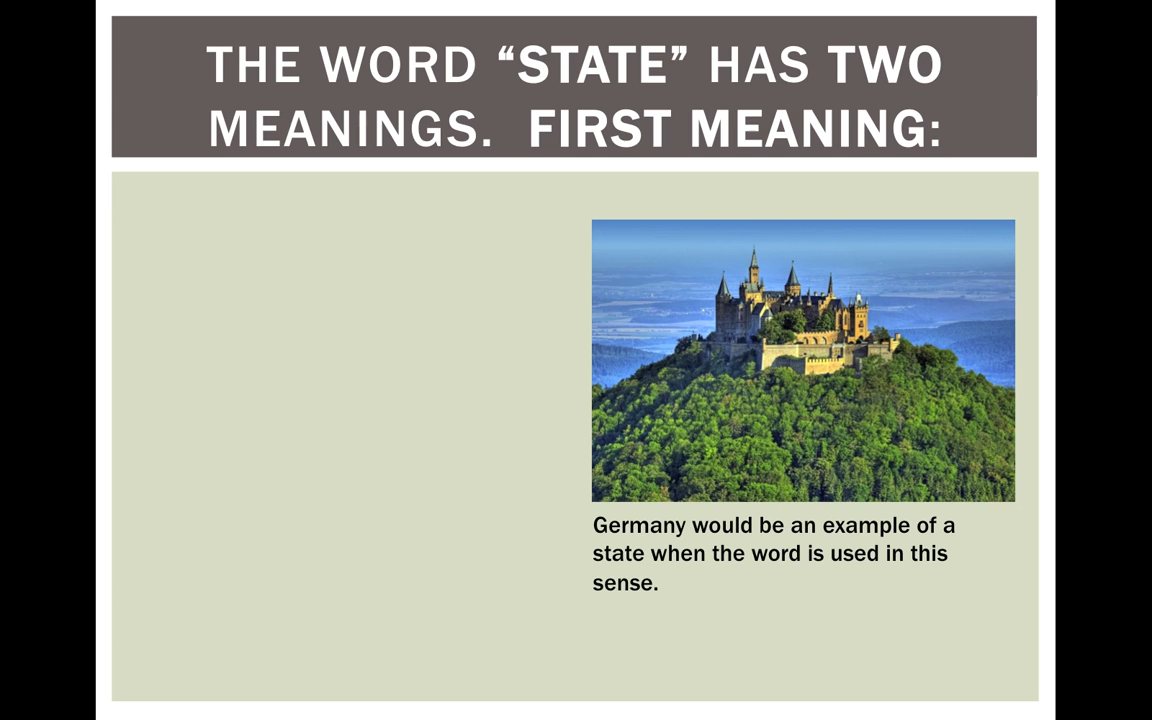 THE WORD “STATE” HAS TWO
MEANINGS. FIRST MEANING:
Germany would be an example of a
state when the word is used in this
sense.